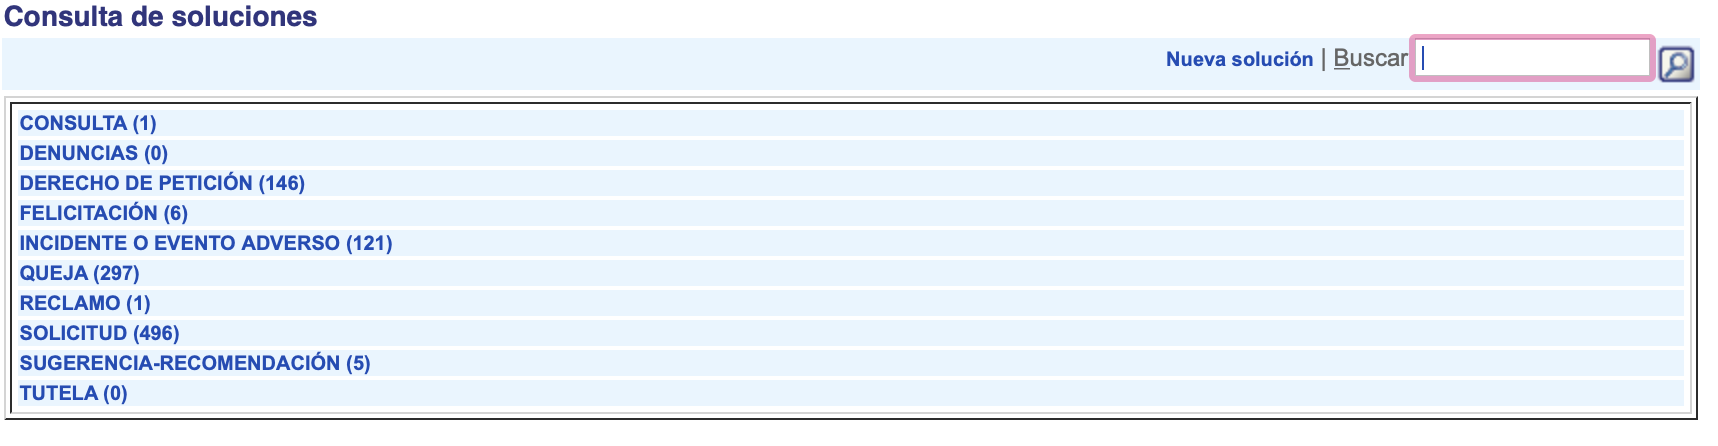 Consulta de soluciones
Nueva solución | Buscar
CONSULTA (1)
DENUNCIAS (0)
DERECHO DE PETICIÓN (146)
FELICITACIÓN (6)
INCIDENTE O EVENTO ADVERSO (121)
QUEJA (297)
RECLAMO (1)
SOLICITUD (496)
SUGERENCIA-RECOMENDACIÓN (5)
TUTELA (0)